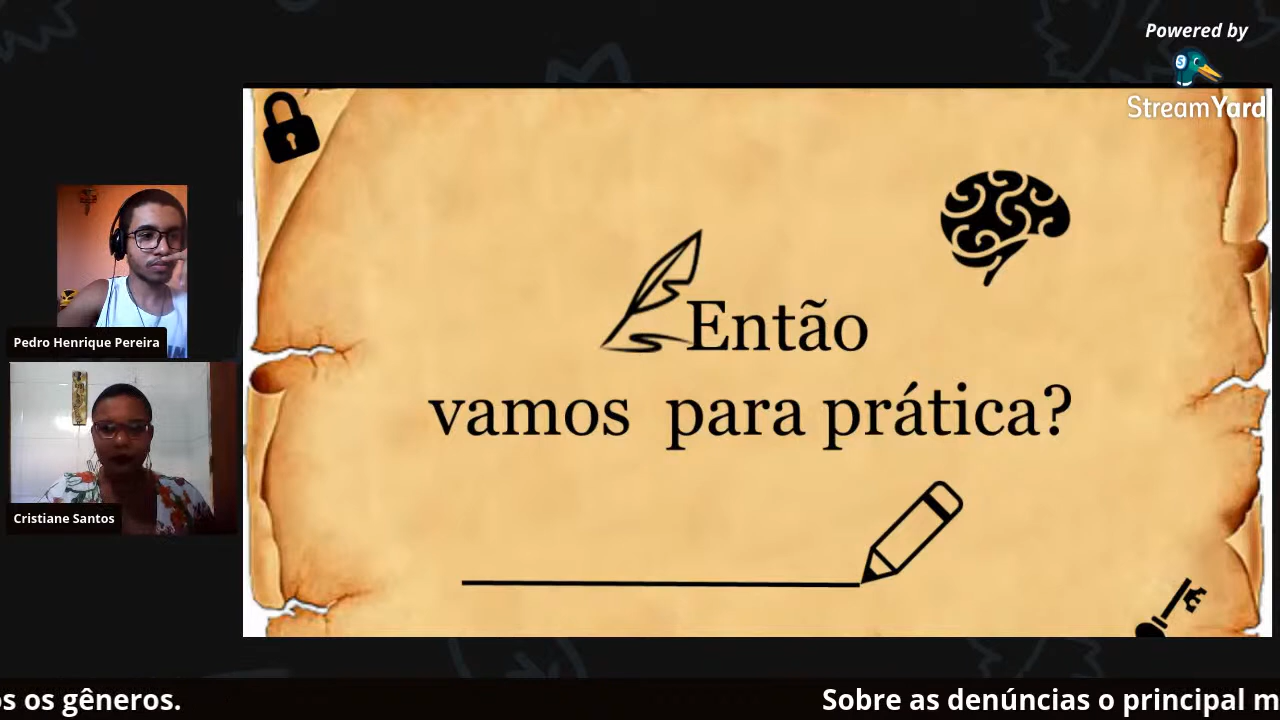 Powered by
StreamYard
Então
vamos para prática?
Pedro Henrique Pereira
Cristiane Santos
os gêneros.
Sobre as denúncias o principal